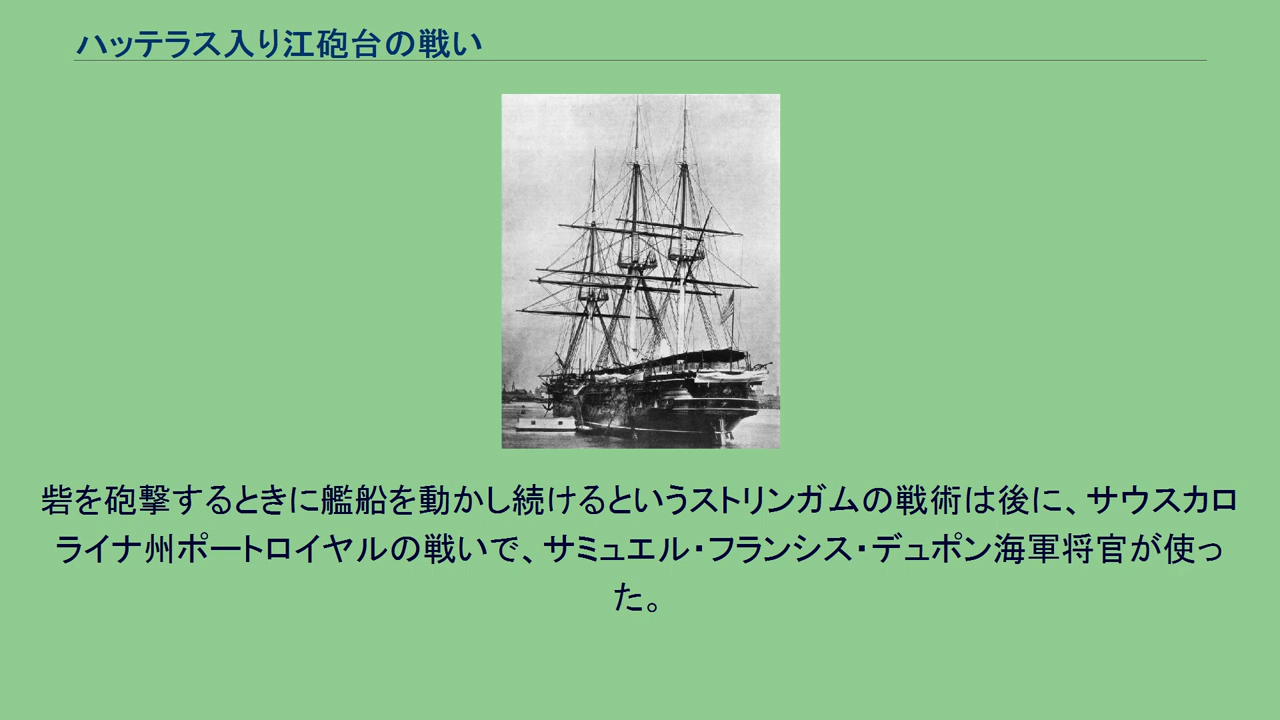 ハッテラス入り江砲台の戦い
砦を砲撃するときに艦船を動かし続けるというストリンガムの戦術は後に、サウスカロ
ライナ州ポートロイヤルの戦いで、サミュエル・フランシス・デュポン海軍将官が使っ
た。